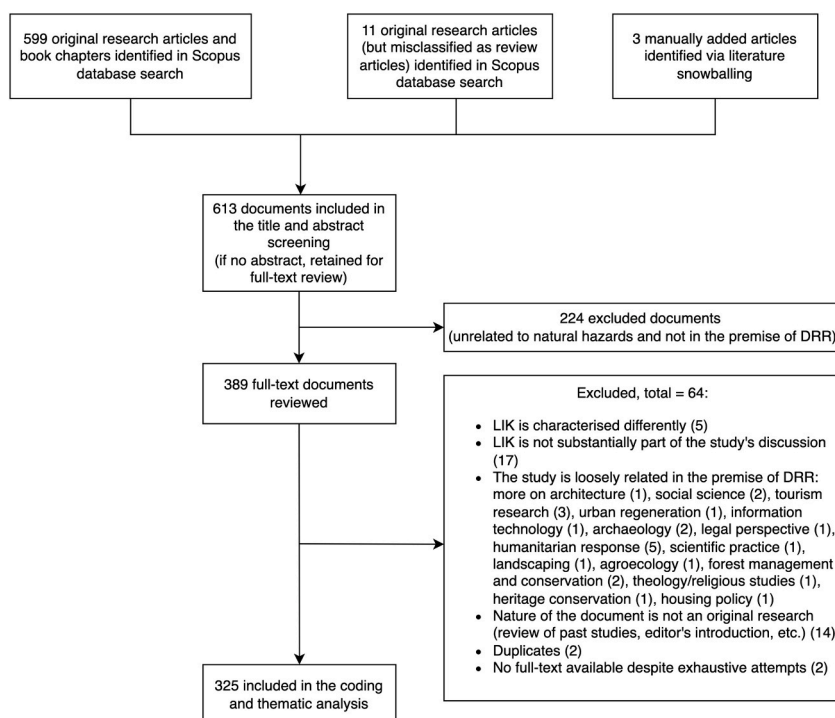 599 original research articles and
book chapters identified in Scopus
database search
11 original research articles
(but misclassified as review
articles) identified in Scopus
database search
3 manually added articles
identified via literature
snowballing
613 documents included in
the title and abstract
screening
(if no abstract, retained for
full-text review)
224 excluded documents
(unrelated to natural hazards and not in the premise of DRR)
389 full-text documents
reviewed
Excluded, total = 64:
• LIK is characterised differently (5)
• LIK is not substantially part of the study's discussion
(17)
• The study is loosely related in the premise of DRR:
more on architecture (1), social science (2), tourism
research (3), urban regeneration (1), information
technology (1), archaeology (2), legal perspective (1),
humanitarian response (5), scientific practice (1),
landscaping (1), agroecology (1), forest management
and conservation (2), theology/religious studies (1),
heritage conservation (1), housing policy (1)
• Nature of the document is not an original research
(review of past studies, editor's introduction, etc.) (14)
• Duplicates (2)
• No full-text available despite exhaustive attempts (2)
325 included in the coding
and thematic analysis